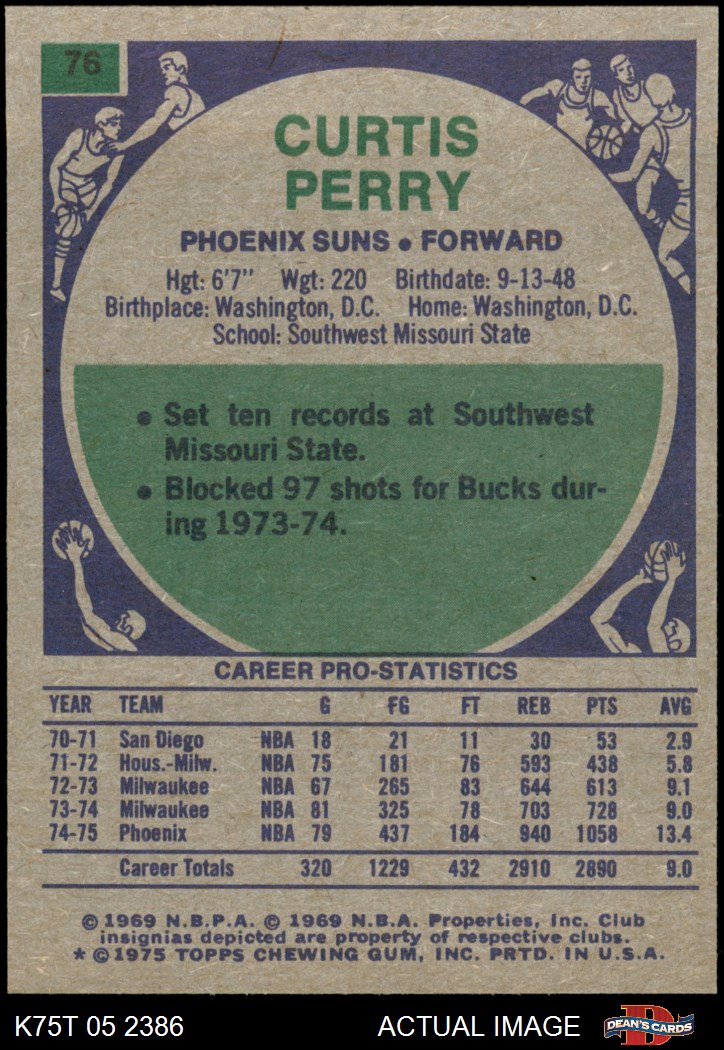 76
CURTIS
PERRY
PHOENIX SUNS • FORWARD
Hgt: 6'7" Wgt: 220 Birthdate: 9-13-48
Birthplace: Washington, D.C. Home: Washington, D.C.
School: Southwest Missouri State
• Set ten records at Southwest
Missouri State.
• Blocked 97 shots for Bucks dur-
ing 1973-74.
CAREER PRO-STATISTICS
YEAR TEAM G FG FT REB PTS AVG
70-71 San Diego NBA 18 21 11 30 53 2.9
71-72 Hous.-Milw. NBA 75 181 76 593 438 5.8
72-73 Milwaukee NBA 67 265 83 644 613 9.1
73-74 Milwaukee NBA 81 325 78 703 728 9.0
74-75 Phoenix NBA 79 437 184 940 1058 13.4
Career Totals 320 1229 432 2910 2890 9.0
© 1969 N.B.P.A. © 1969 N.B.A. Properties, Inc. Club
insignias depicted are property of respective clubs.
* © 1975 TOPPS CHEWING GUM, INC. PRTD. IN U.S.A.
K75T 05 2386 ACTUAL IMAGE D DEAN'S CARDS